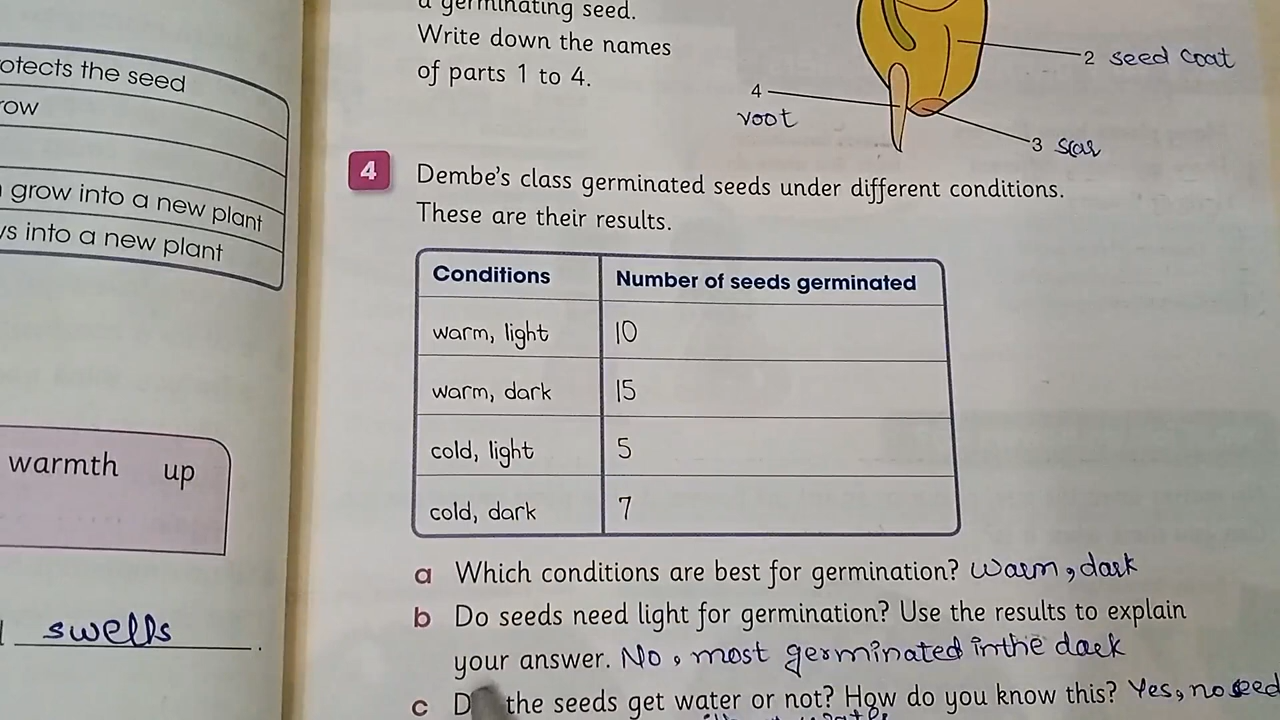 otects the seed
row
grow into a new plant
ys into a new plant
warmth up
swells .
a germinating seed.
Write down the names
of parts 1 to 4.
2 seed coat
4
root
3 scar
4 Dembe's class germinated seeds under different conditions.
These are their results.
Conditions Number of seeds germinated
warm, light 10
warm, dark 15
cold, light 5
cold, dark 7
a Which conditions are best for germination? warm, dark
b Do seeds need light for germination? Use the results to explain
your answer. No, most germinated in the dark
c D the seeds get water or not? How do you know this? Yes, no seed